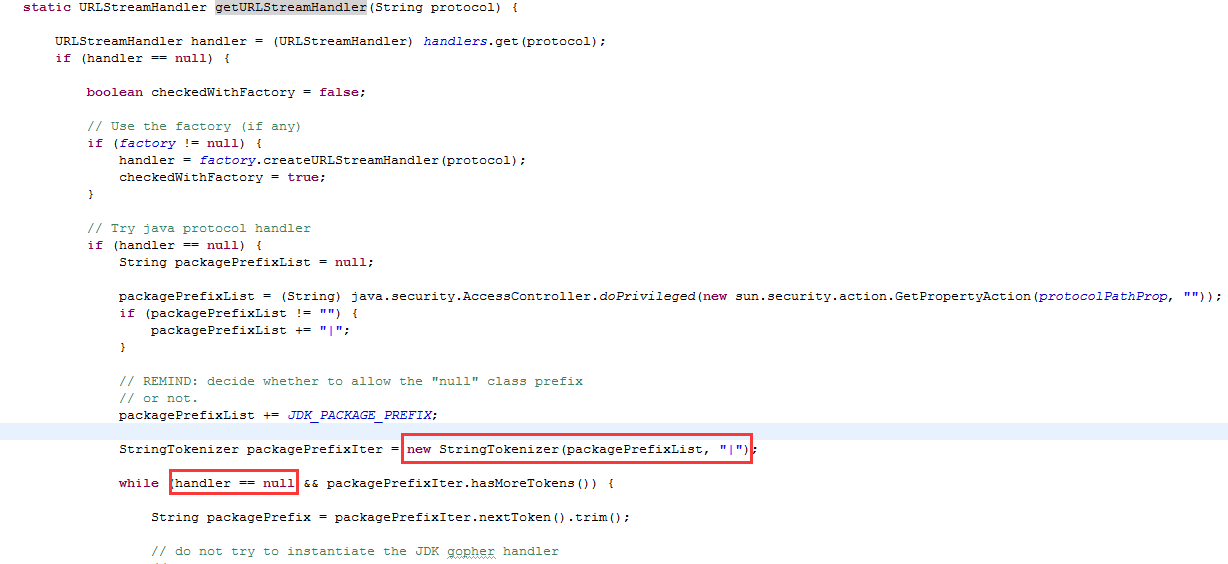 static URLStreamHandler getURLStreamHandler(String protocol) {
URLStreamHandler handler = (URLStreamHandler) handlers.get(protocol);
if (handler == null) {
boolean checkedWithFactory = false;
// Use the factory (if any)
if (factory != null) {
handler = factory.createURLStreamHandler(protocol);
checkedWithFactory = true;
}
// Try java protocol handler
if (handler == null) {
String packagePrefixList = null;
packagePrefixList = (String) java.security.AccessController.doPrivileged(new sun.security.action.GetPropertyAction(protocolPathProp, ""));
if (packagePrefixList != "") {
packagePrefixList += "|";
}
// REMIND: decide whether to allow the "null" class prefix
// or not.
packagePrefixList += JDK_PACKAGE_PREFIX;
StringTokenizer packagePrefixIter = new StringTokenizer(packagePrefixList, "|");
while (handler == null && packagePrefixIter.hasMoreTokens()) {
String packagePrefix = packagePrefixIter.nextToken().trim();
// do not try to instantiate the JDK gopher handler